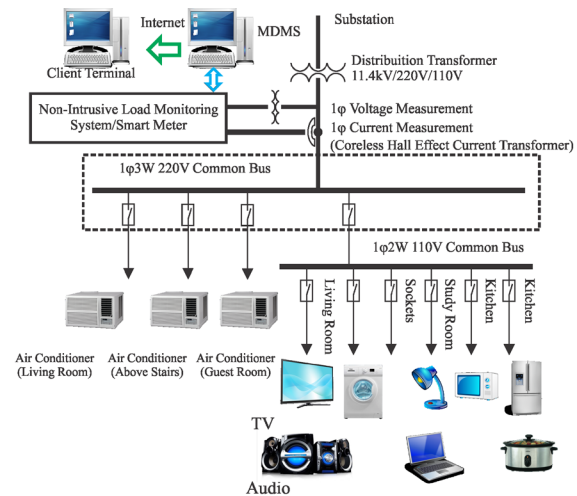 Internet
Substation
MDMS
Client Terminal
Distribuition Transformer
11.4kV/220V/110V
Non-Intrusive Load Monitoring
System/Smart Meter
1φ Voltage Measurement
1φ Current Measurement
(Coreless Hall Effect Current Transformer)
1φ3W 220V Common Bus
1φ2W 110V Common Bus
Living Room
Sockets
Study Room
Kitchen
Kitchen
Air Conditioner
(Living Room)
Air Conditioner
(Above Stairs)
Air Conditioner
(Guest Room)
TV
Audio